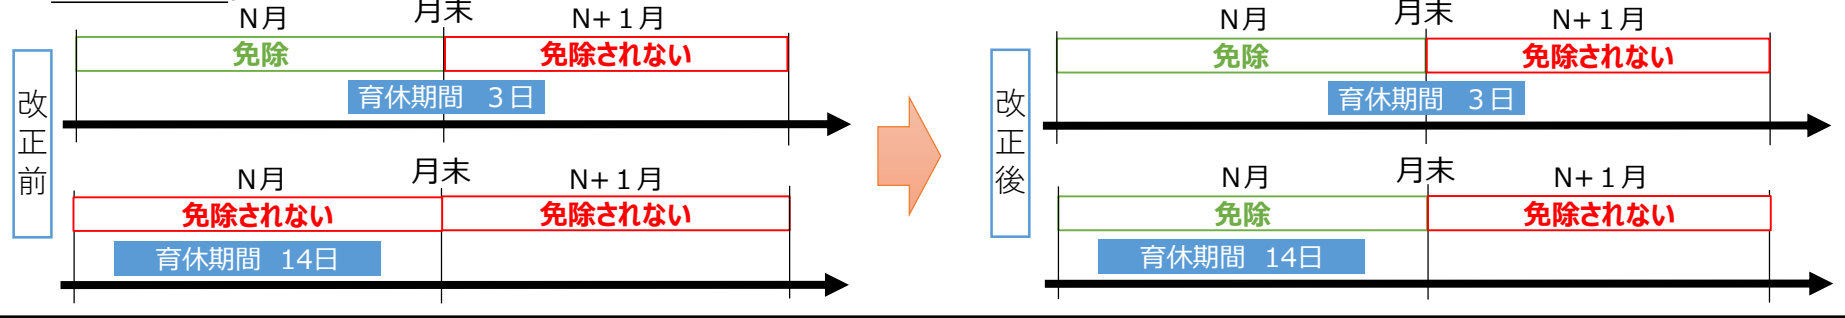 改正前
N月 月末 N+１月
免除 免除されない
育休期間 ３日
N月 月末 N+１月
免除されない 免除されない
育休期間 14日
改正後
N月 月末 N+１月
免除 免除されない
育休期間 ３日
N月 月末 N+１月
免除 免除されない
育休期間 14日